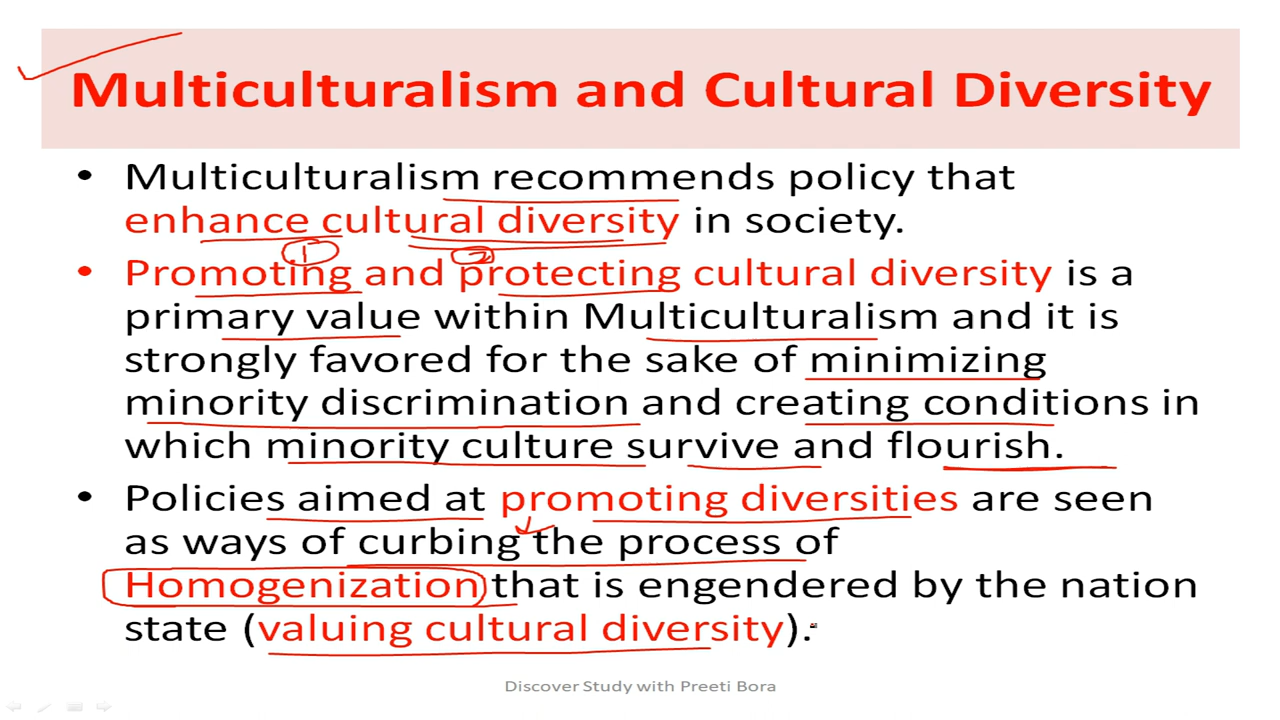 Multiculturalism and Cultural Diversity
• Multiculturalism recommends policy that
enhance cultural diversity in society.
1 2
• Promoting and protecting cultural diversity is a
primary value within Multiculturalism and it is
strongly favored for the sake of minimizing
minority discrimination and creating conditions in
which minority culture survive and flourish.
• Policies aimed at promoting diversities are seen
as ways of curbing the process of
Homogenization that is engendered by the nation
state (valuing cultural diversity).
Discover Study with Preeti Bora